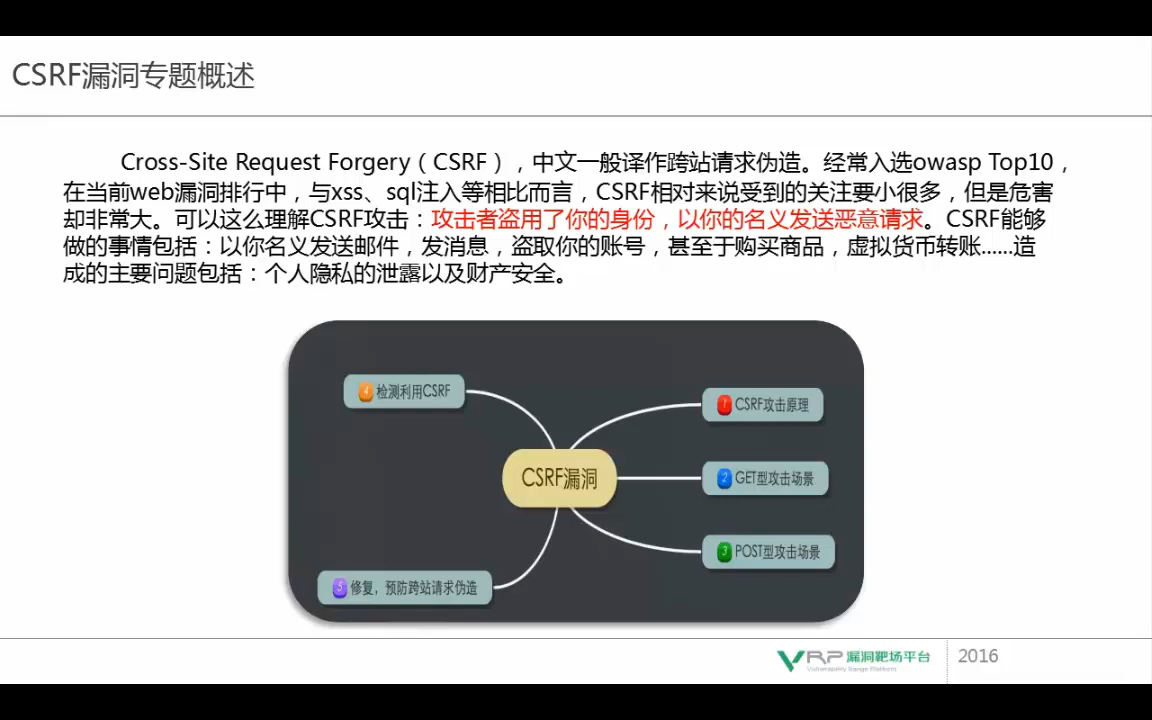 CSRF漏洞专题概述
Cross-Site Request Forgery（CSRF），中文一般译作跨站请求伪造。经常入选owasp Top10，
在当前web漏洞排行中，与xss、sql注入等相比而言，CSRF相对来说受到的关注要小很多，但是危害
却非常大。可以这么理解CSRF攻击：攻击者盗用了你的身份，以你的名义发送恶意请求。CSRF能够
做的事情包括：以你名义发送邮件，发消息，盗取你的账号，甚至于购买商品，虚拟货币转账......造
成的主要问题包括：个人隐私的泄露以及财产安全。
4 检测利用CSRF
1 CSRF攻击原理
CSRF漏洞
2 GET型攻击场景
3 POST型攻击场景
5 修复，预防跨站请求伪造
VRP 漏洞靶场平台
Vulnerability Range Platform
2016